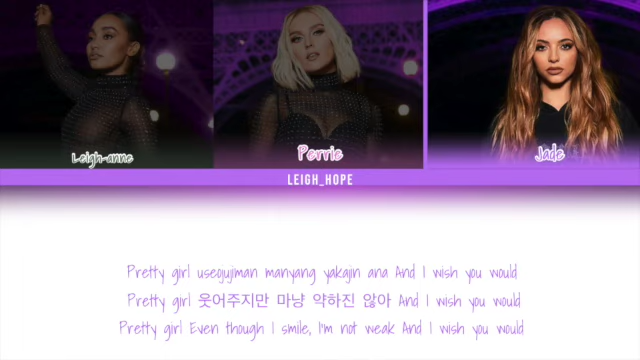 Leigh-anne
Perrie
Jade
LEIGH_HOPE
Pretty girl useojujiman manyang yakajin ana And I wish you would
Pretty girl 웃어주지만 마냥 약하진 않아 And I wish you would
Pretty girl Even though I smile, I'm not weak And I wish you would